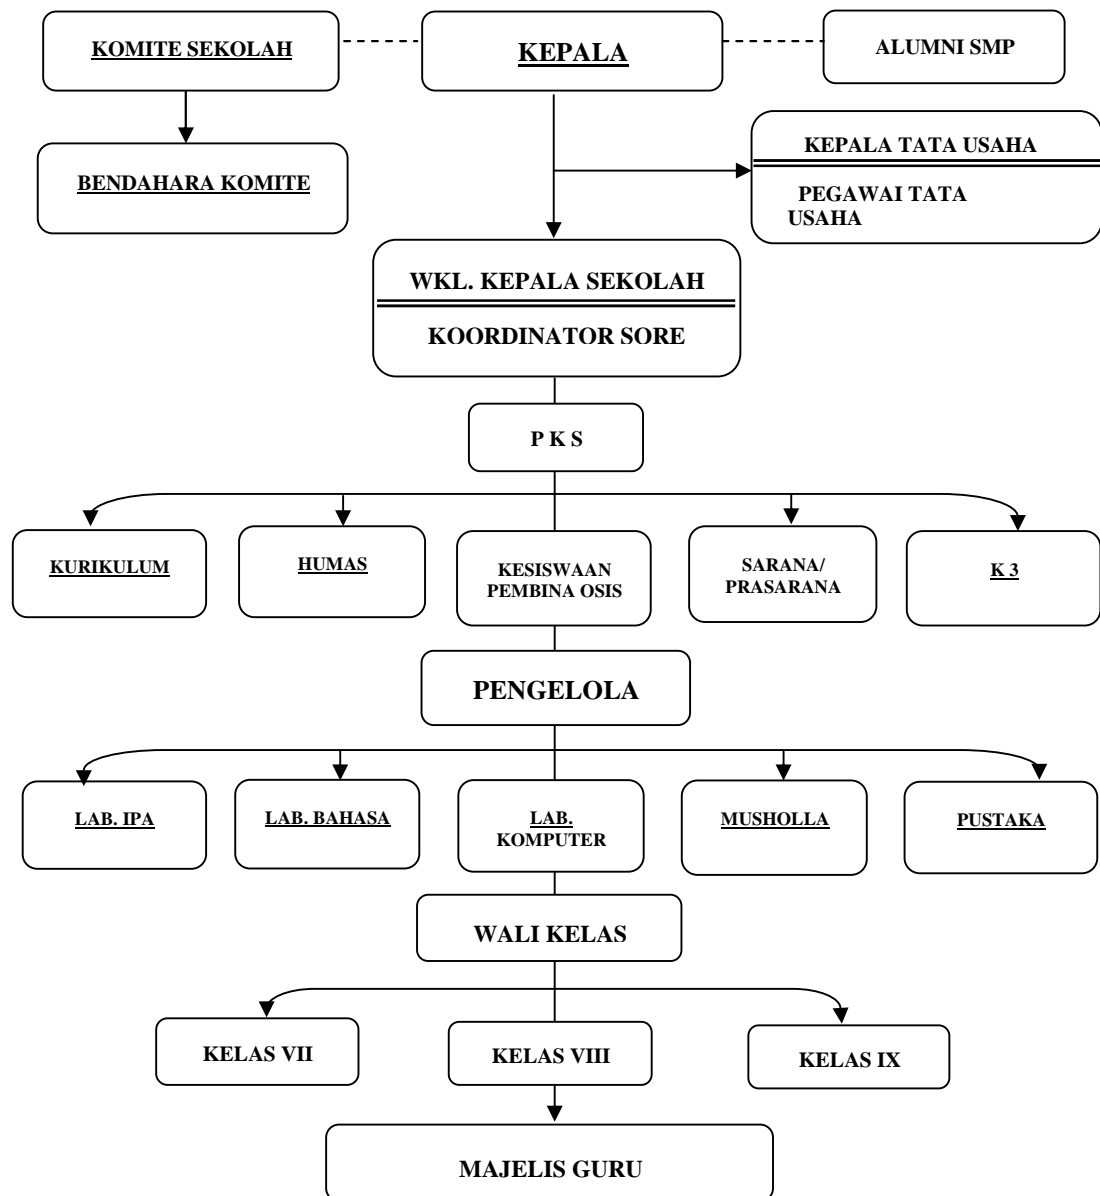 KOMITE SEKOLAH
KEPALA
ALUMNI SMP
KEPALA TATA USAHA
PEGAWAI TATA
USAHA
BENDAHARA KOMITE
WKL. KEPALA SEKOLAH
KOORDINATOR SORE
P K S
KURIKULUM
HUMAS
KESISWAAN
PEMBINA OSIS
SARANA/
PRASARANA
K 3
PENGELOLA
LAB. IPA
LAB. BAHASA
LAB.
KOMPUTER
MUSHOLLA
PUSTAKA
WALI KELAS
KELAS VII
KELAS VIII
KELAS IX
MAJELIS GURU